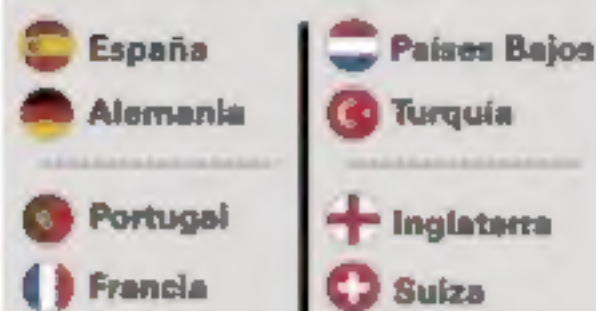 España
Alemania
Portugal
Francia
Países Bajos
Turquía
Inglaterra
Suiza